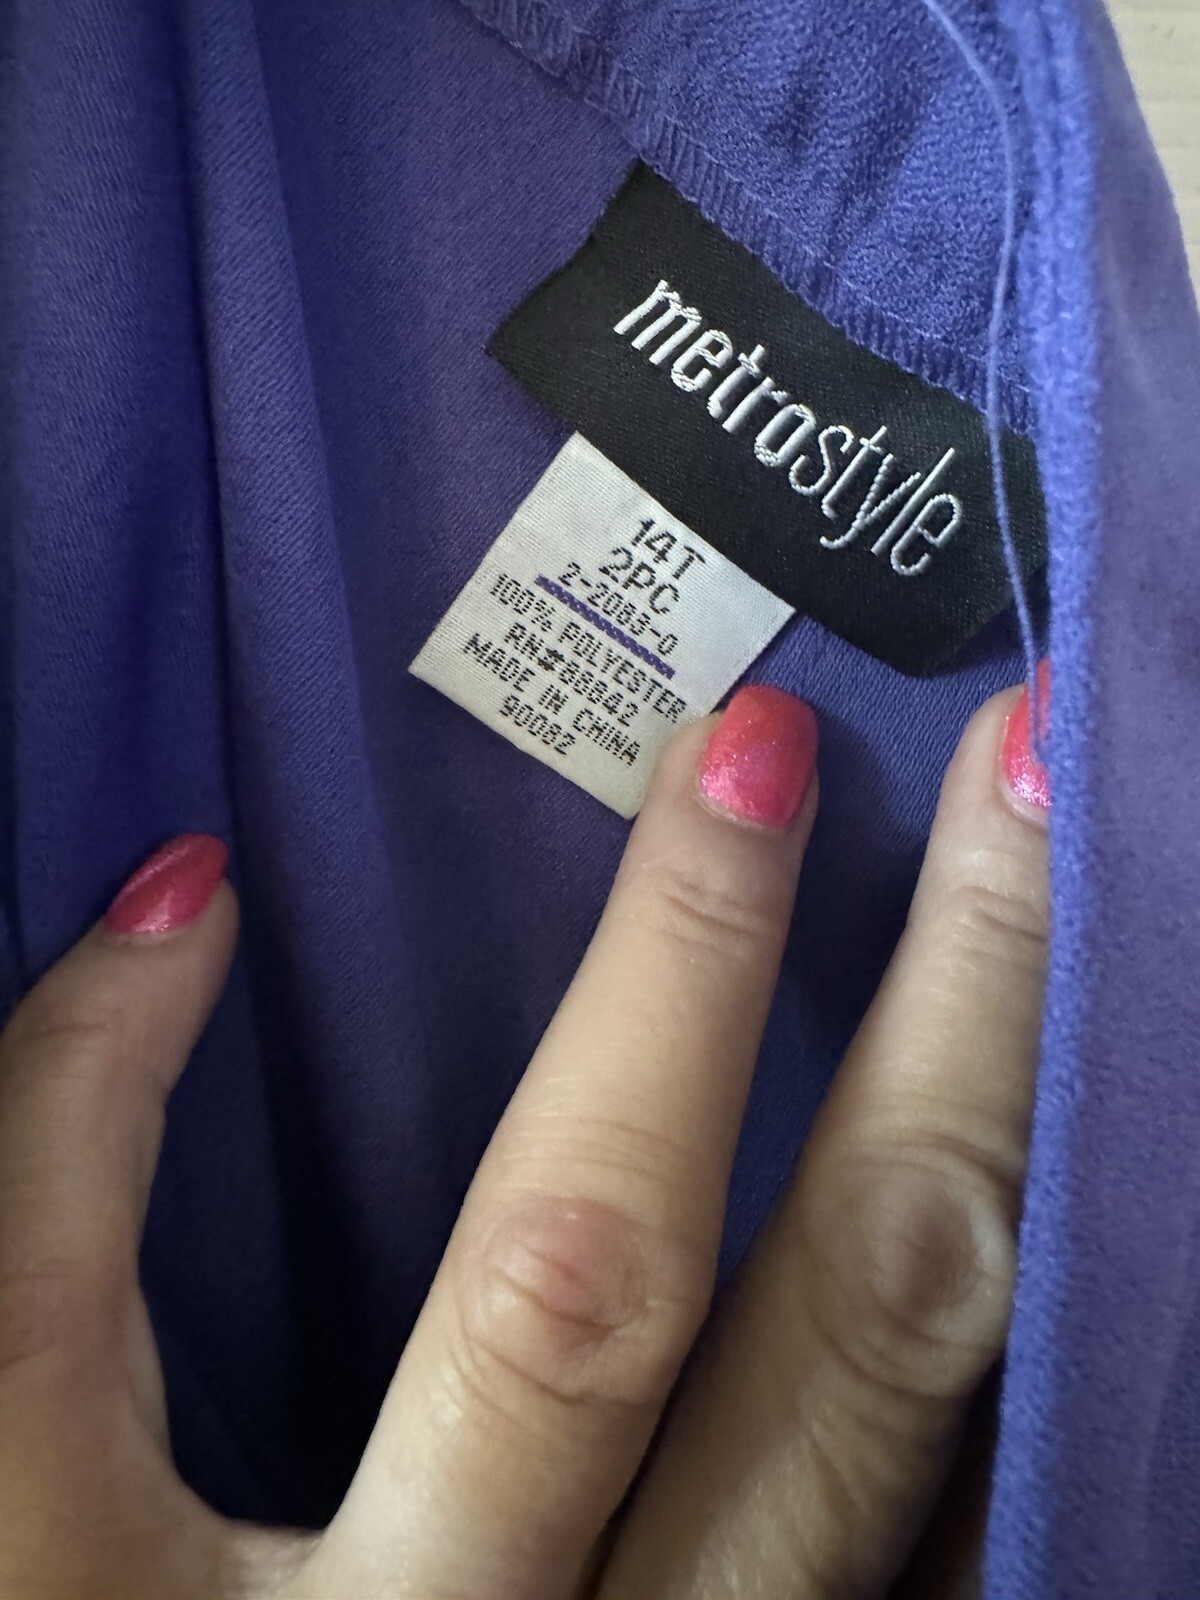 metrostyle
14T
2PC
2-2083-0
100% POLYESTER
RN#88842
MADE IN CHINA
90082